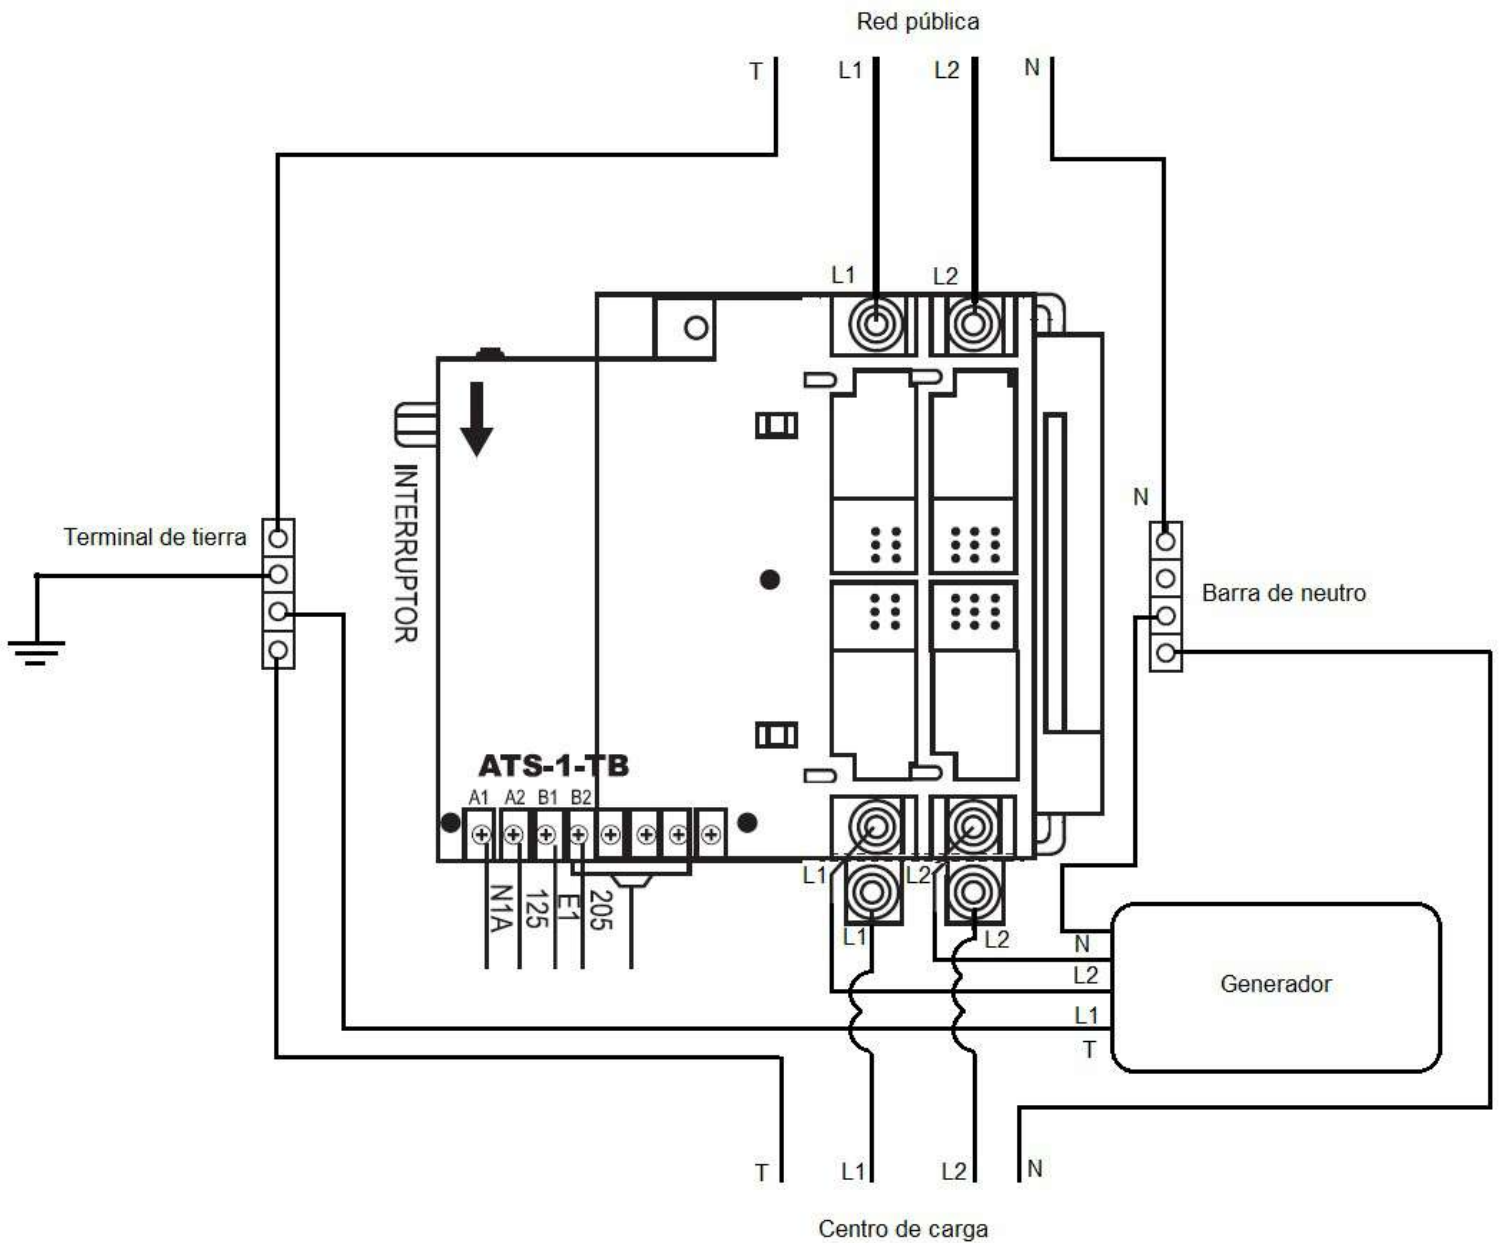 Red pública
T
L1
L2
N
L1
L2
INTERRUPTOR
N
Terminal de tierra
Barra de neutro
ATS-1-TB
A1 A2 B1 B2
N1A
125
E1
205
L1
L2
L1
L2
N
L2
L1
T
Generador
T
L1
L2
N
Centro de carga